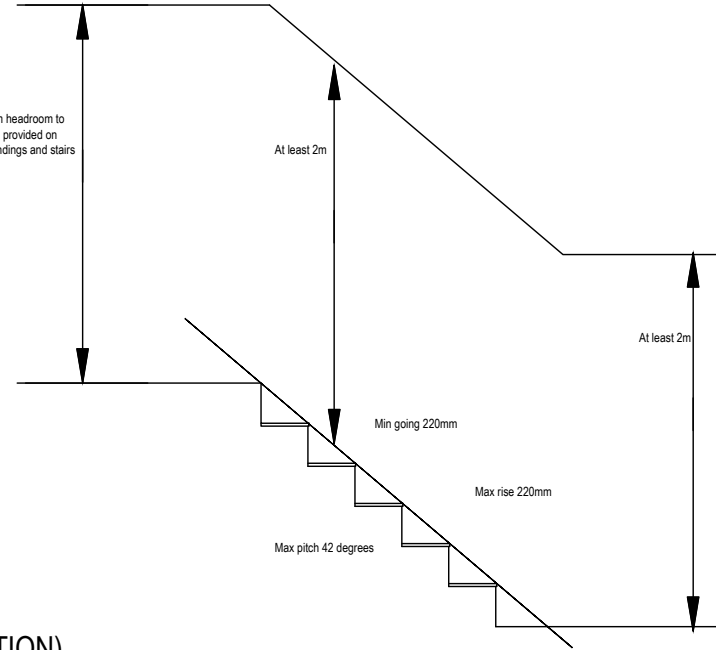 headroom to
provided on
ndings and stairs
At least 2m
At least 2m
Min going 220mm
Max rise 220mm
Max pitch 42 degrees
TION)